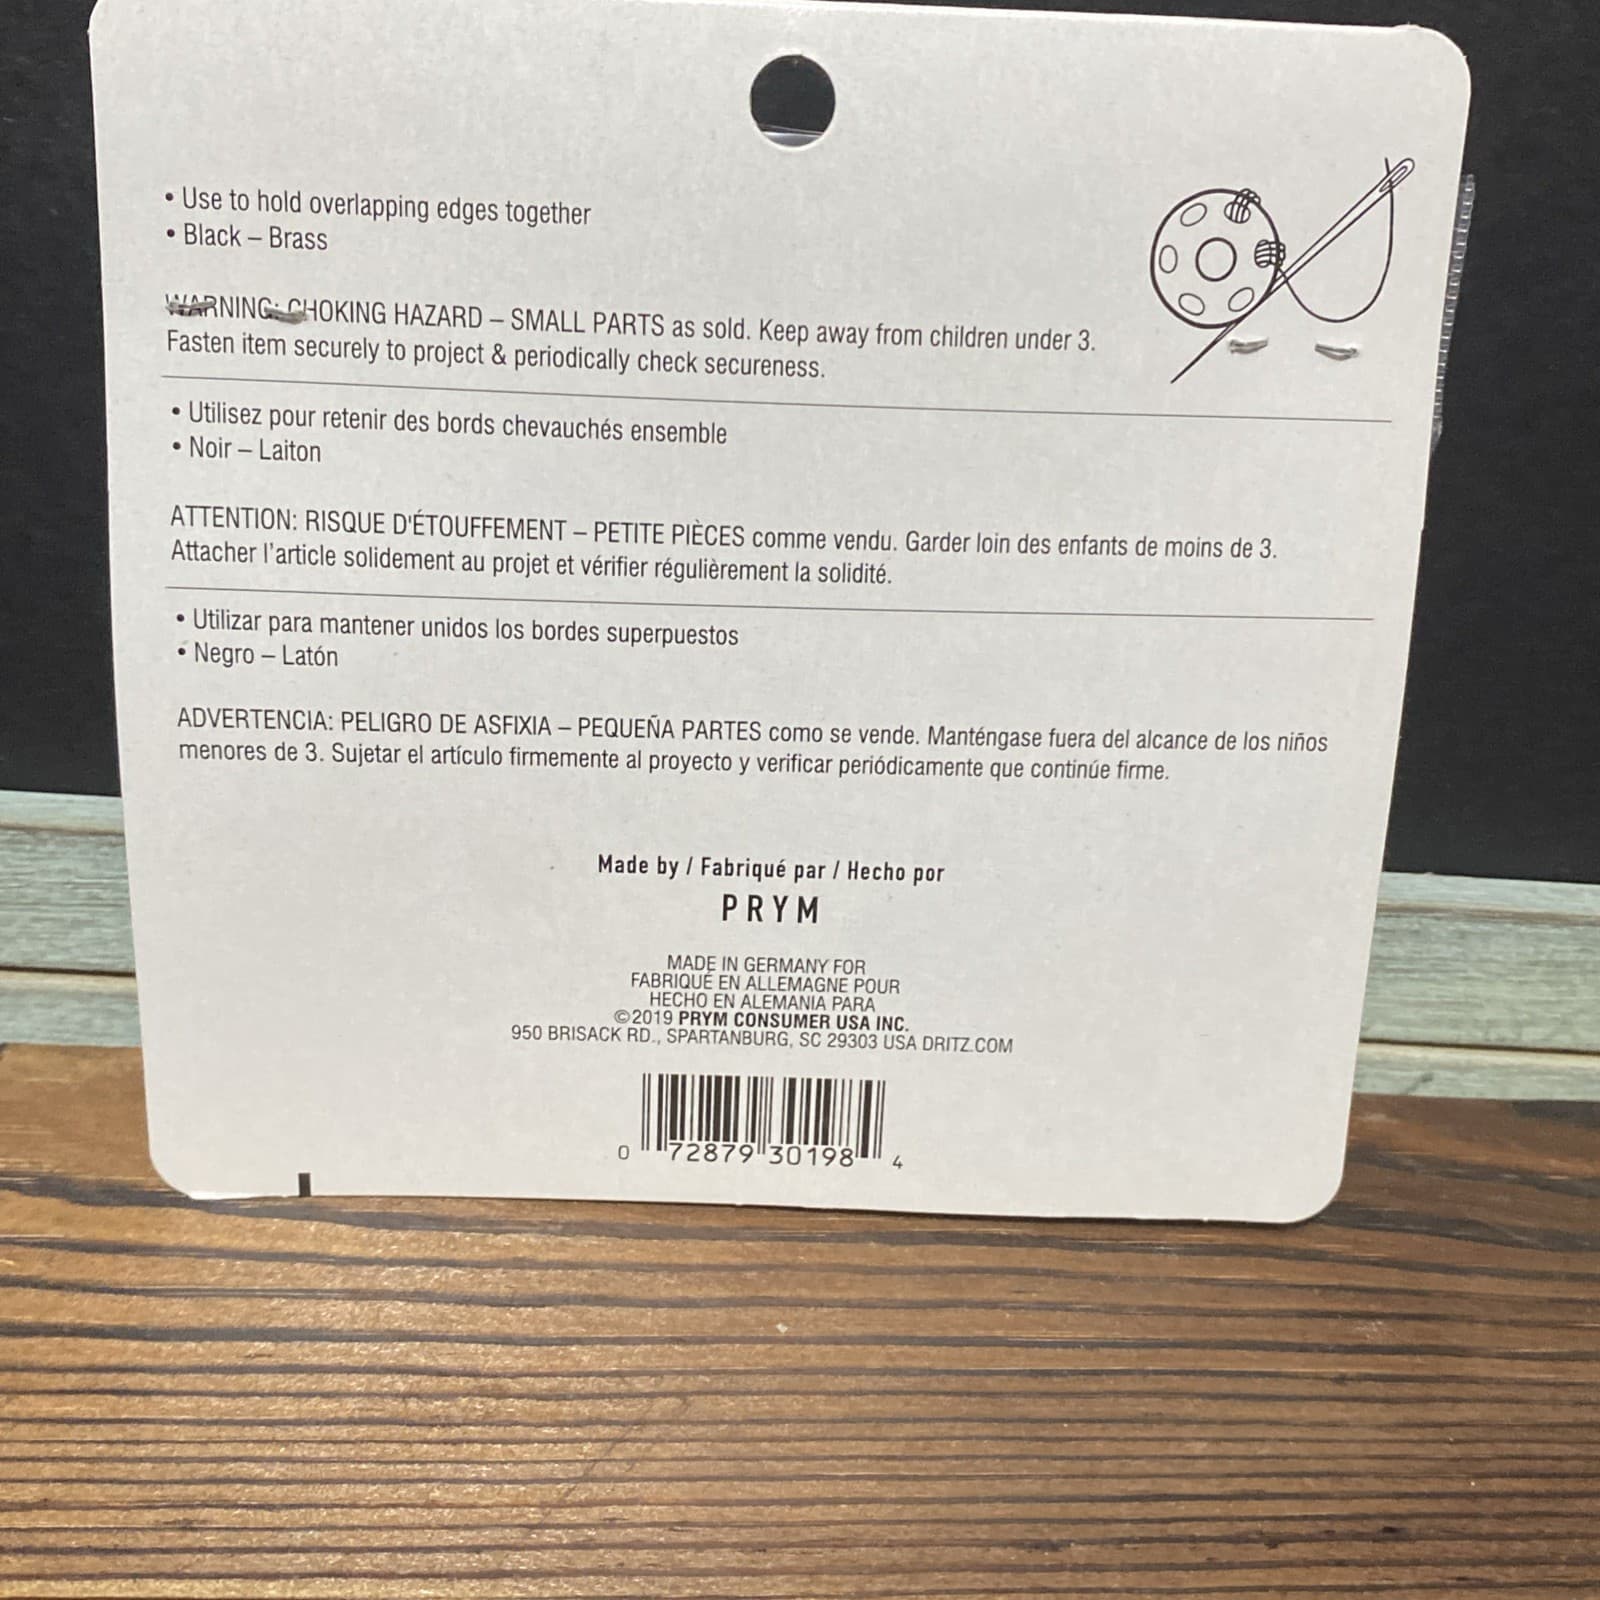 • Use to hold overlapping edges together
• Black – Brass
WARNING: CHOKING HAZARD – SMALL PARTS as sold. Keep away from children under 3.
Fasten item securely to project & periodically check secureness.
• Utilisez pour retenir des bords chevauchés ensemble
• Noir – Laiton
ATTENTION: RISQUE D'ÉTOUFFEMENT – PETITE PIÈCES comme vendu. Garder loin des enfants de moins de 3.
Attacher l'article solidement au projet et vérifier régulièrement la solidité.
• Utilizar para mantener unidos los bordes superpuestos
• Negro – Latón
ADVERTENCIA: PELIGRO DE ASFIXIA – PEQUEÑA PARTES como se vende. Manténgase fuera del alcance de los niños
menores de 3. Sujetar el artículo firmemente al proyecto y verificar periódicamente que continúe firme.
Made by / Fabriqué par / Hecho por
PRYM
MADE IN GERMANY FOR
FABRIQUÉ EN ALLEMAGNE POUR
HECHO EN ALEMANIA PARA
©2019 PRYM CONSUMER USA INC.
950 BRISACK RD., SPARTANBURG, SC 29303 USA DRITZ.COM
0 72879 30198 4